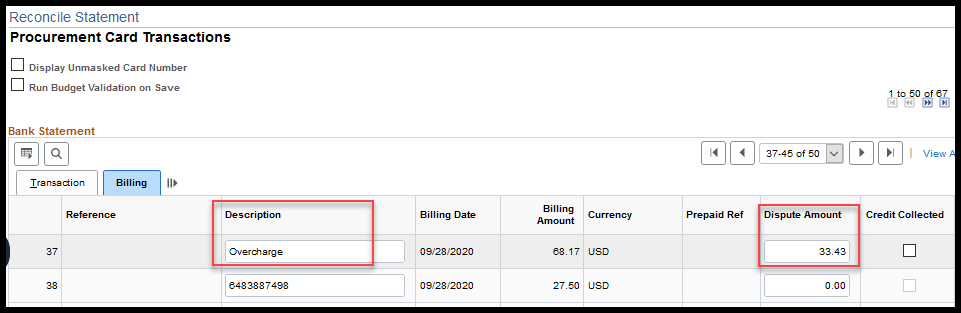 Reconcile Statement
Procurement Card Transactions
Display Unmasked Card Number
Run Budget Validation on Save
1 to 50 of 67
Bank Statement
37-45 of 50
View A
Transaction Billing
Reference Description Billing Date Billing Amount Currency Prepaid Ref Dispute Amount Credit Collected
37 Overcharge 09/28/2020 68.17 USD 33.43
38 6483887498 09/28/2020 27.50 USD 0.00